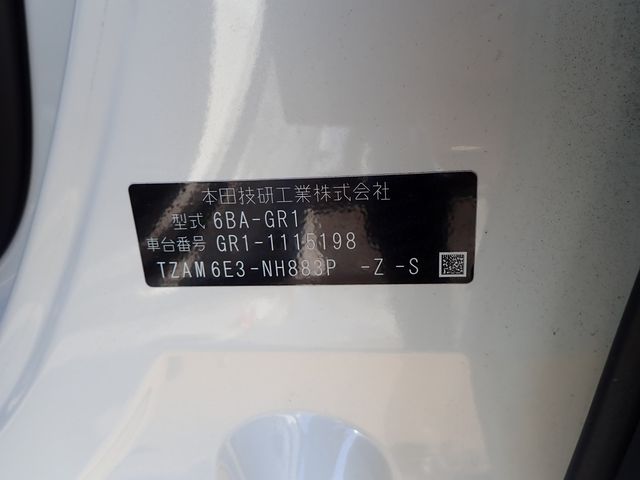 本田技研工業株式会社
型式 6BA-GR1
車台番号 GR1-1115198
TZAM6E3-NH883P -Z -S